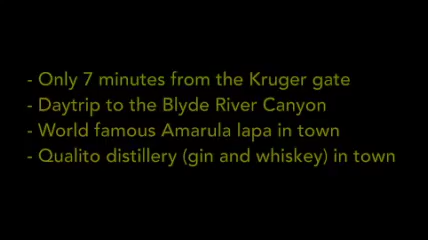 - Only 7 minutes from the Kruger gate
- Daytrip to the Blyde River Canyon
- World famous Amarula lapa in town
- Qualito distillery (gin and whiskey) in town